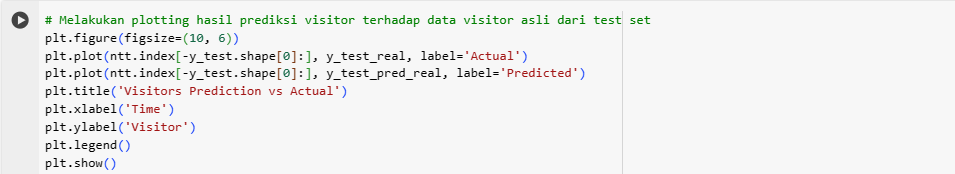 # Melakukan plotting hasil prediksi visitor terhadap data visitor asli dari test set
plt.figure(figsize=(10, 6))
plt.plot(ntt.index[-y_test.shape[0]:], y_test_real, label='Actual')
plt.plot(ntt.index[-y_test.shape[0]:], y_test_pred_real, label='Predicted')
plt.title('Visitors Prediction vs Actual')
plt.xlabel('Time')
plt.ylabel('Visitor')
plt.legend()
plt.show()